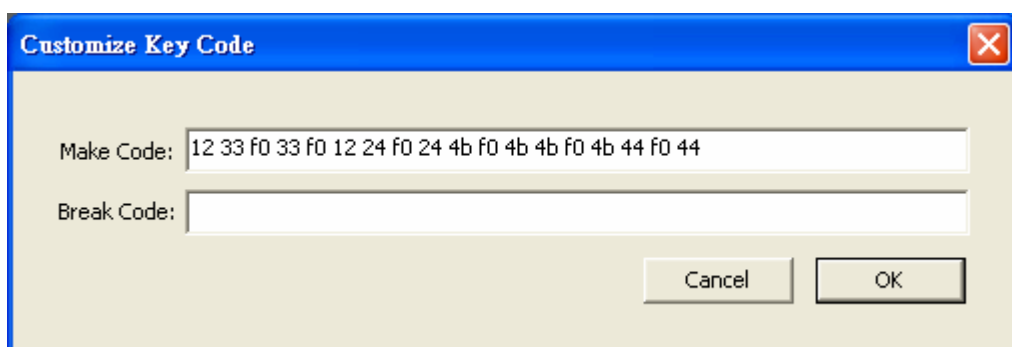 Customize Key Code
Make Code: 12 33 f0 33 f0 12 24 f0 24 4b f0 4b 4b f0 4b 44 f0 44
Break Code:
Cancel OK